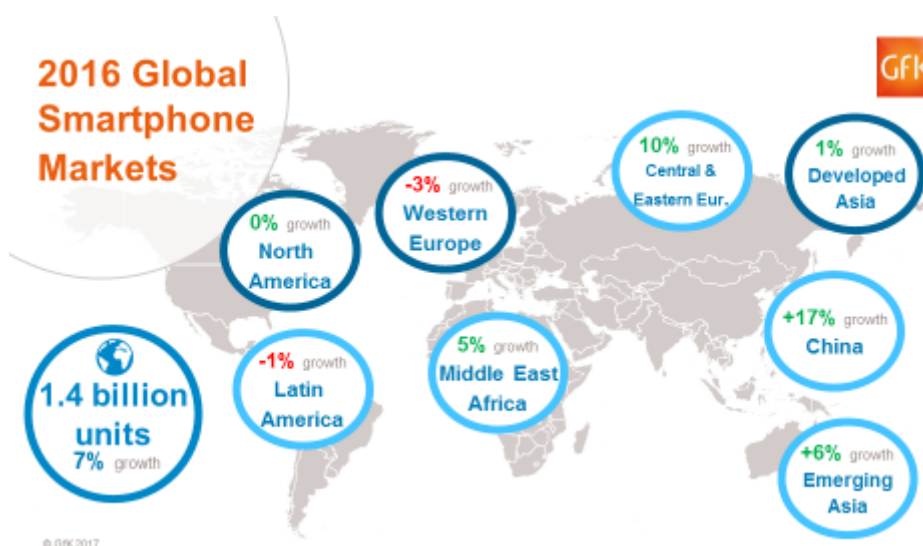 2016 Global
Smartphone
Markets
GfK
10% growth
Central &
Eastern Eur.
1% growth
Developed
Asia
-3% growth
Western
Europe
0% growth
North
America
+17% growth
China
-1% growth
Latin
America
5% growth
Middle East
Africa
1.4 billion
units
7% growth
+6% growth
Emerging
Asia
© GfK 2017